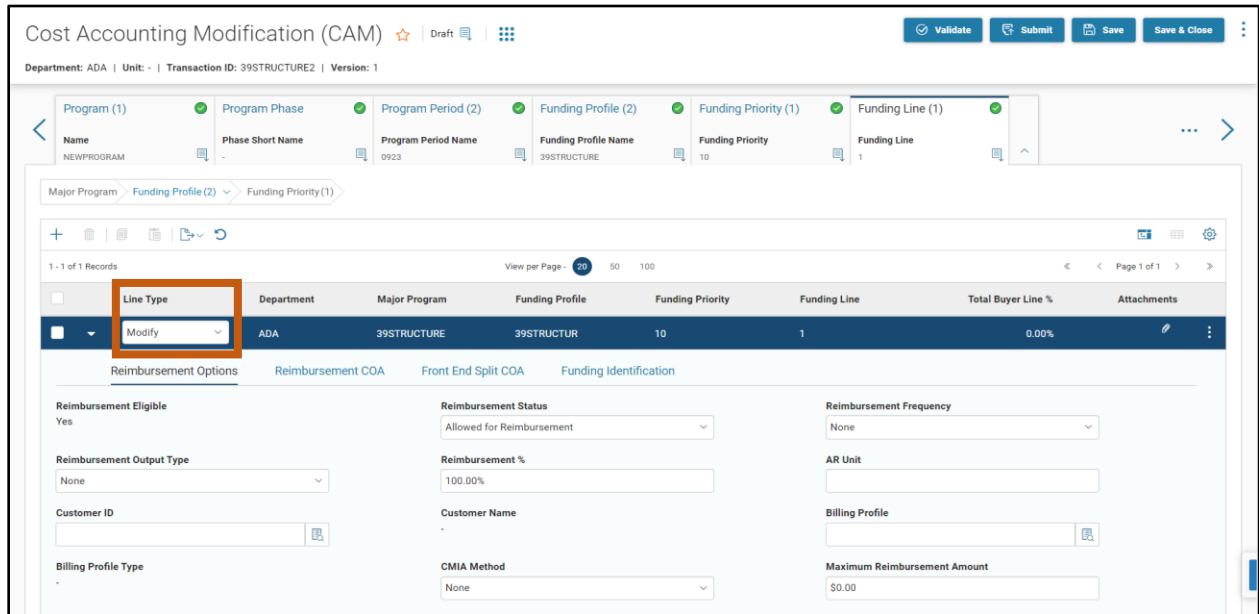 Cost Accounting Modification (CAM) Draft
Validate Submit Save Save & Close
Department: ADA | Unit: - | Transaction ID: 39STRUCTURE2 | Version: 1
Program (1) Program Phase Program Period (2) Funding Profile (2) Funding Priority (1) Funding Line (1)
Name Phase Short Name Program Period Name Funding Profile Name Funding Priority Funding Line
NEWPROGRAM - 0923 39STRUCTURE 10 1
Major Program Funding Profile (2) Funding Priority (1)
1 - 1 of 1 Records View per Page - 20 50 100 Page 1 of 1
Line Type Department Major Program Funding Profile Funding Priority Funding Line Total Buyer Line % Attachments
Modify ADA 39STRUCTURE 39STRUCTUR 10 1 0.00%
Reimbursement Options Reimbursement COA Front End Split COA Funding Identification
Reimbursement Eligible Reimbursement Status Reimbursement Frequency
Yes Allowed for Reimbursement None
Reimbursement Output Type Reimbursement % AR Unit
None 100.00%
Customer ID Customer Name Billing Profile
-
Billing Profile Type CMIA Method Maximum Reimbursement Amount
- None $0.00